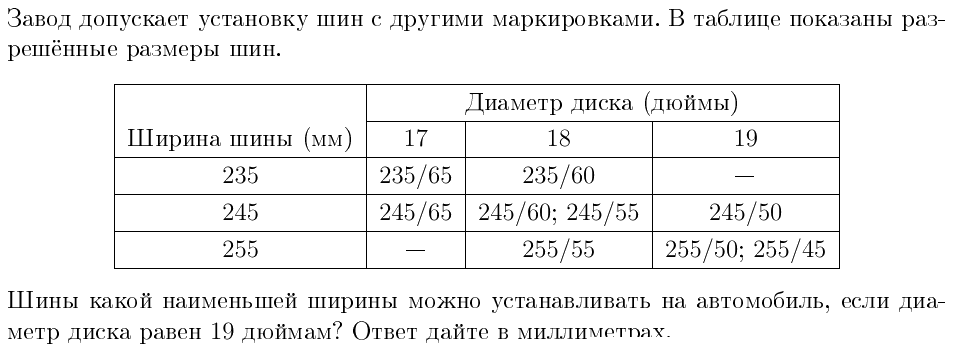 Завод допускает установку шин с другими маркировками. В таблице показаны раз-
решённые размеры шин.
Диаметр диска (дюймы)
Ширина шины (мм) 17 18 19
235 235/65 235/60 —
245 245/65 245/60; 245/55 245/50
255 — 255/55 255/50; 255/45
Шины какой наименьшей ширины можно устанавливать на автомобиль, если диа-
метр диска равен 19 дюймам? Ответ дайте в миллиметрах.